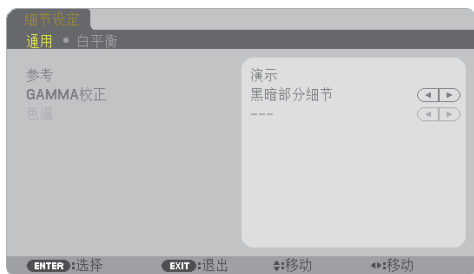 细节设定
通用 • 白平衡
参考 演示
GAMMA校正 黑暗部分细节
色温 ---
ENTER:选择 EXIT:退出 :移动 :移动